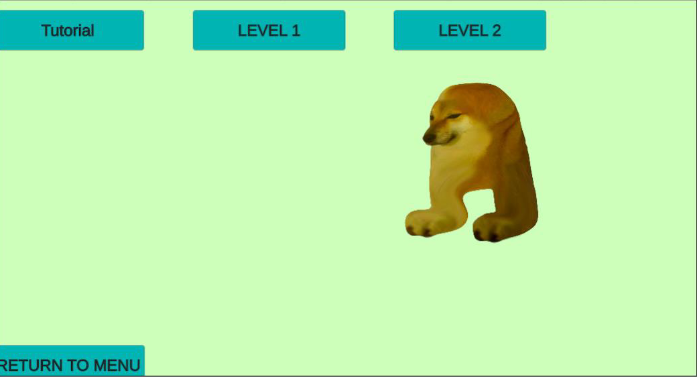 Tutorial
LEVEL 1
LEVEL 2
RETURN TO MENU